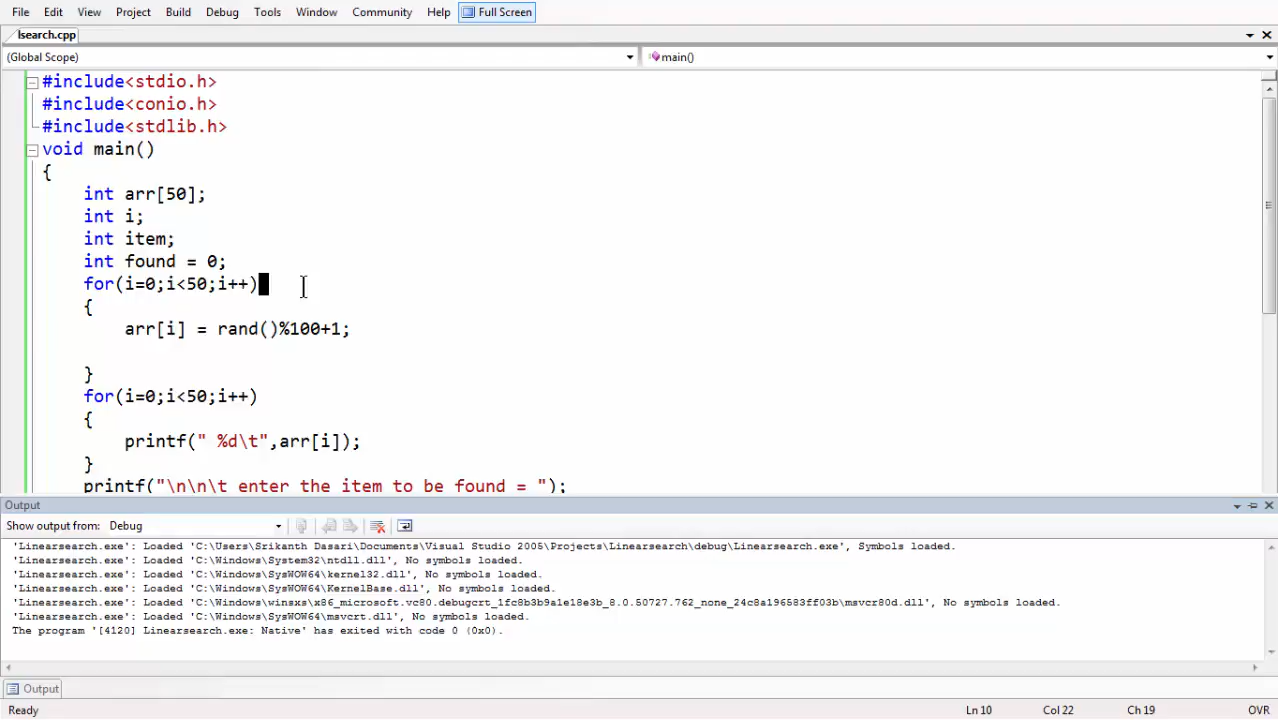 File Edit View Project Build Debug Tools Window Community Help Full Screen
lsearch.cpp
(Global Scope) main()
#include<stdio.h>
#include<conio.h>
#include<stdlib.h>
void main()
{
int arr[50];
int i;
int item;
int found = 0;
for(i=0;i<50;i++)
{
arr[i] = rand()%100+1;
}
for(i=0;i<50;i++)
{
printf(" %d\t",arr[i]);
}
printf("\n\n\t enter the item to be found = ");
Output
Show output from: Debug
'Linearsearch.exe': Loaded 'C:\Users\Srikanth Dasari\Documents\Visual Studio 2005\Projects\Linearsearch\debug\Linearsearch.exe', Symbols loaded.
'Linearsearch.exe': Loaded 'C:\Windows\System32\ntdll.dll', No symbols loaded.
'Linearsearch.exe': Loaded 'C:\Windows\SysWOW64\kernel32.dll', No symbols loaded.
'Linearsearch.exe': Loaded 'C:\Windows\SysWOW64\KernelBase.dll', No symbols loaded.
'Linearsearch.exe': Loaded 'C:\Windows\winsxs\x86_microsoft.vc80.debugcrt_1fc8b3b9a1e18e3b_8.0.50727.762_none_24c8a196583ff03b\msvcr80d.dll', No symbols loaded.
'Linearsearch.exe': Loaded 'C:\Windows\SysWOW64\msvcrt.dll', No symbols loaded.
The program '[4120] Linearsearch.exe: Native' has exited with code 0 (0x0).
Output
Ready Ln 10 Col 22 Ch 19 OVR